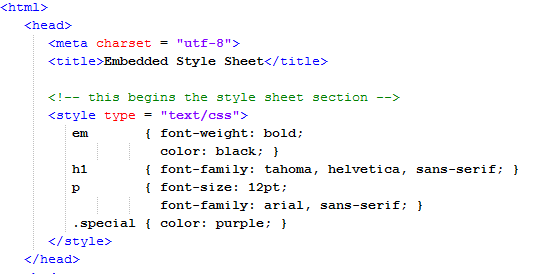 <html>
<head>
<meta charset = "utf-8">
<title>Embedded Style Sheet</title>
<!-- this begins the style sheet section -->
<style type = "text/css">
em { font-weight: bold;
color: black; }
h1 { font-family: tahoma, helvetica, sans-serif; }
p { font-size: 12pt;
font-family: arial, sans-serif; }
.special { color: purple; }
</style>
</head>